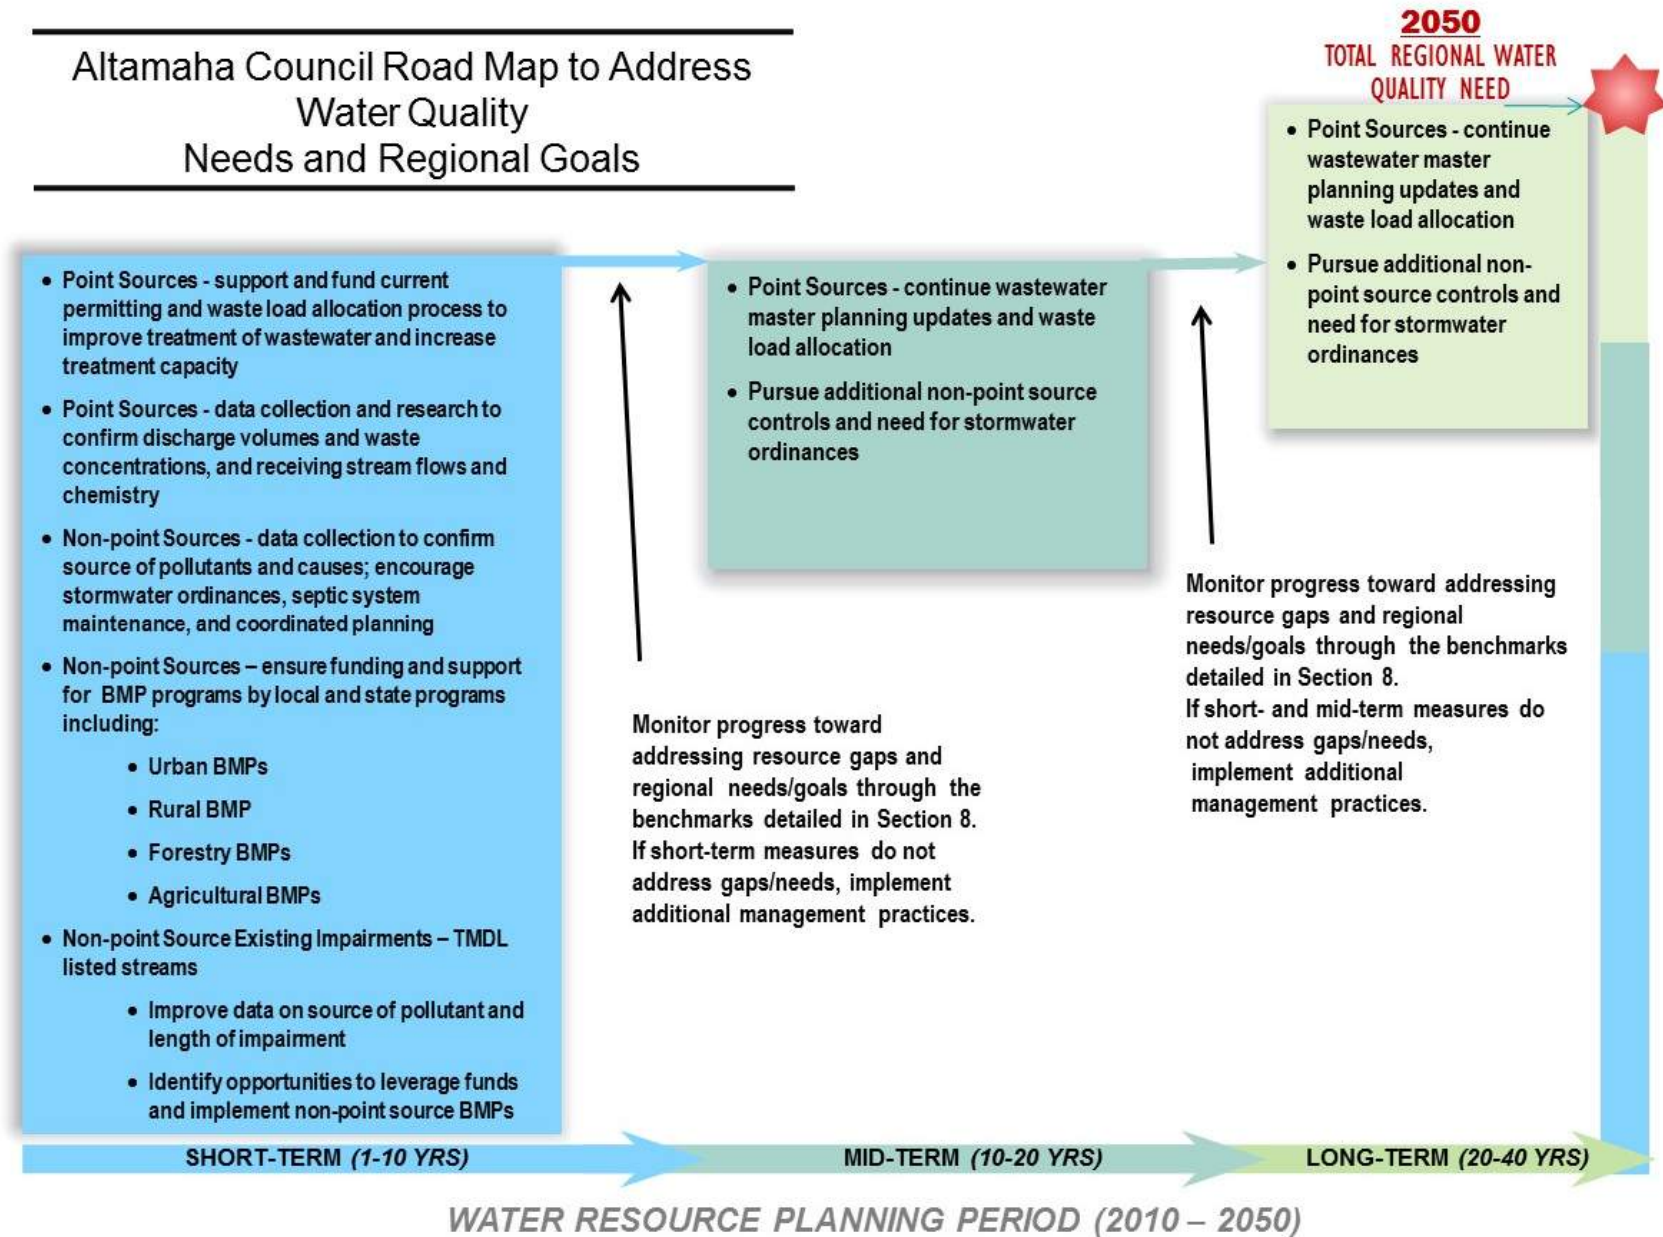 Altamaha Council Road Map to Address
Water Quality
Needs and Regional Goals
2050
TOTAL REGIONAL WATER
QUALITY NEED
• Point Sources - support and fund current
permitting and waste load allocation process to
improve treatment of wastewater and increase
treatment capacity
• Point Sources - data collection and research to
confirm discharge volumes and waste
concentrations, and receiving stream flows and
chemistry
• Non-point Sources - data collection to confirm
source of pollutants and causes; encourage
stormwater ordinances, septic system
maintenance, and coordinated planning
• Non-point Sources – ensure funding and support
for BMP programs by local and state programs
including:
• Urban BMPs
• Rural BMP
• Forestry BMPs
• Agricultural BMPs
• Non-point Source Existing Impairments – TMDL
listed streams
• Improve data on source of pollutant and
length of impairment
• Identify opportunities to leverage funds
and implement non-point source BMPs
Monitor progress toward
addressing resource gaps and
regional needs/goals through the
benchmarks detailed in Section 8.
If short-term measures do not
address gaps/needs, implement
additional management practices.
• Point Sources - continue wastewater
master planning updates and waste
load allocation
• Pursue additional non-point source
controls and need for stormwater
ordinances
Monitor progress toward addressing
resource gaps and regional
needs/goals through the benchmarks
detailed in Section 8.
If short- and mid-term measures do
not address gaps/needs,
implement additional
management practices.
• Point Sources - continue
wastewater master
planning updates and
waste load allocation
• Pursue additional non-
point source controls and
need for stormwater
ordinances
SHORT-TERM (1-10 YRS)
MID-TERM (10-20 YRS)
LONG-TERM (20-40 YRS)
WATER RESOURCE PLANNING PERIOD (2010 – 2050)